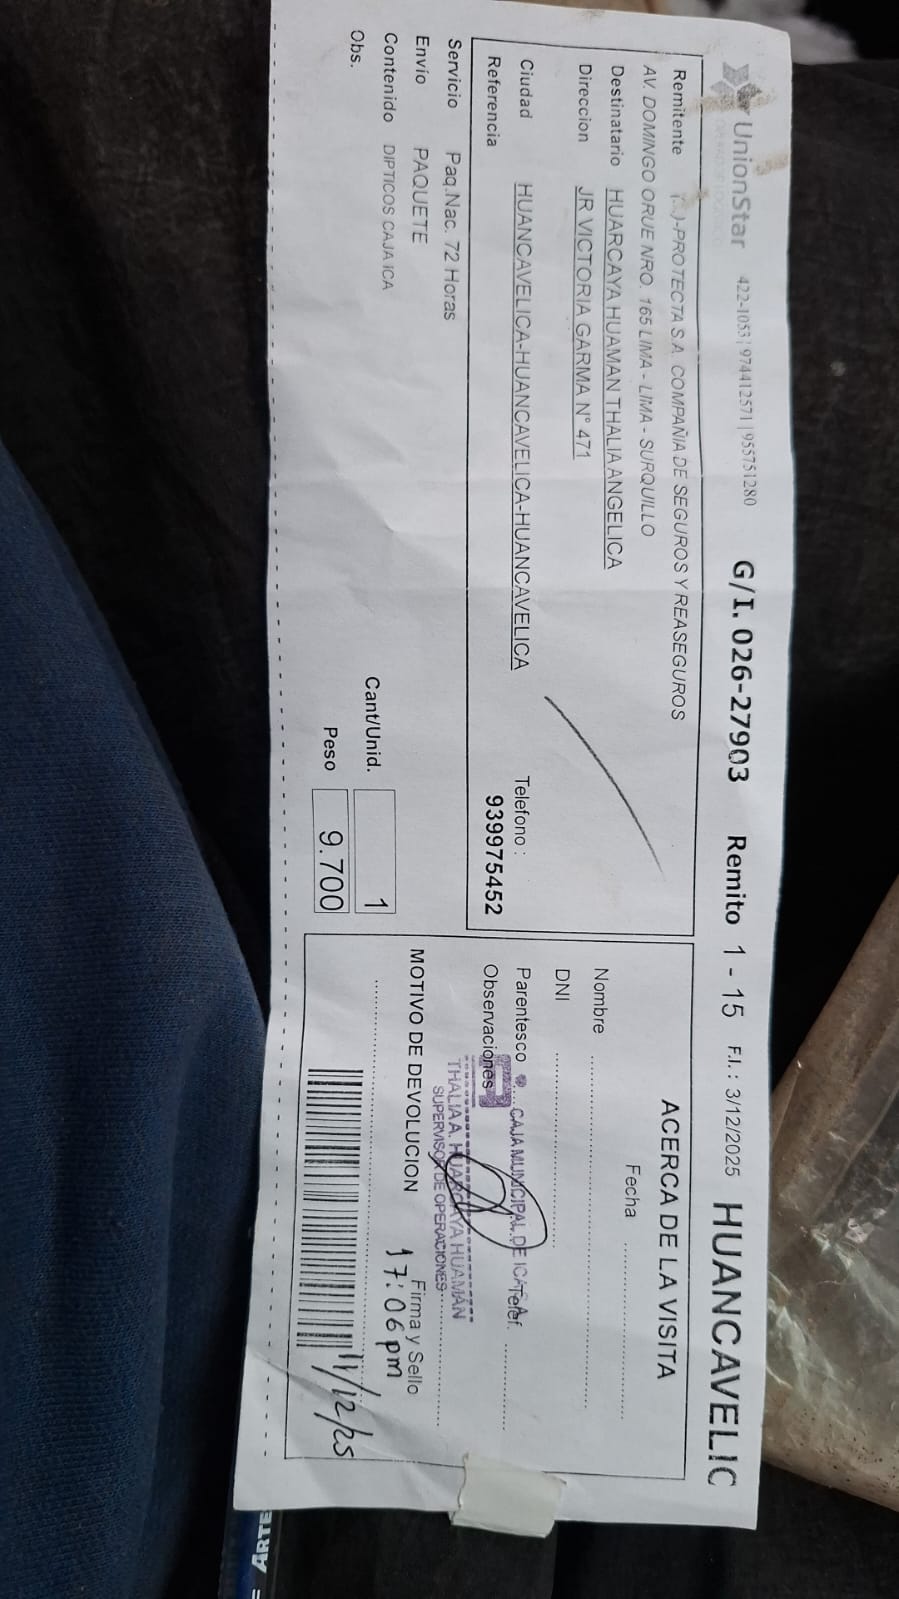 UnionStar 422-1053 | 974412571 | 955751280 G/I. 026-27903 Remito 1 - 15 F.I. : 3/12/2025 HUANCAVELIC
Remitente (...)-PROTECTA S.A. COMPAÑIA DE SEGUROS Y REASEGUROS
AV. DOMINGO ORUE NRO. 165 LIMA - LIMA - SURQUILLO
Destinatario HUARCAYA HUAMAN THALIA ANGELICA
Direccion JR VICTORIA GARMA N° 471
Ciudad HUANCAVELICA-HUANCAVELICA-HUANCAVELICA Telefono :
Referencia 939975452
Servicio Paq.Nac. 72 Horas
Envio PAQUETE
Contenido DIPTICOS CAJA ICA
Obs.
Cant/Unid. 1
Peso 9.700
ACERCA DE LA VISITA
Fecha
Nombre
DNI
Parentesco Telef.
Observaciones
CAJA MUNICIPAL DE ICA S.A.
THALIA A. HUARCAYA HUAMÁN
SUPERVISOR DE OPERACIONES
MOTIVO DE DEVOLUCION Firma y Sello
17:06 pm
11/12/25
ARTE